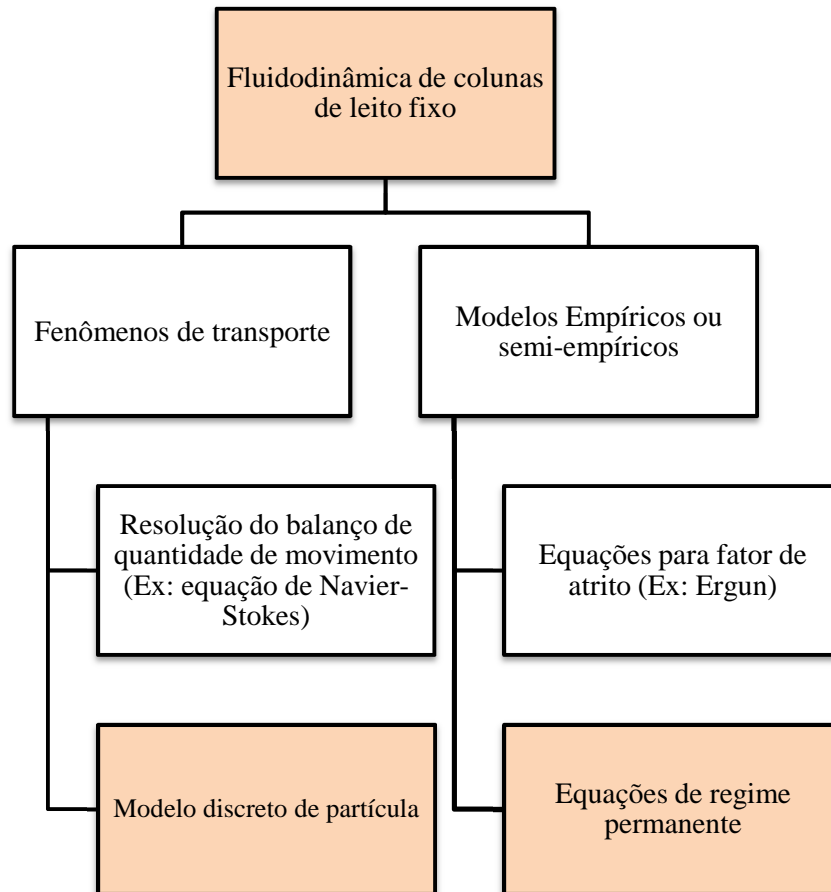 Fluidodinâmica de colunas
de leito fixo
Fenômenos de transporte
Modelos Empíricos ou
semi-empíricos
Resolução do balanço de
quantidade de movimento
(Ex: equação de Navier-
Stokes)
Equações para fator de
atrito (Ex: Ergun)
Modelo discreto de partícula
Equações de regime
permanente